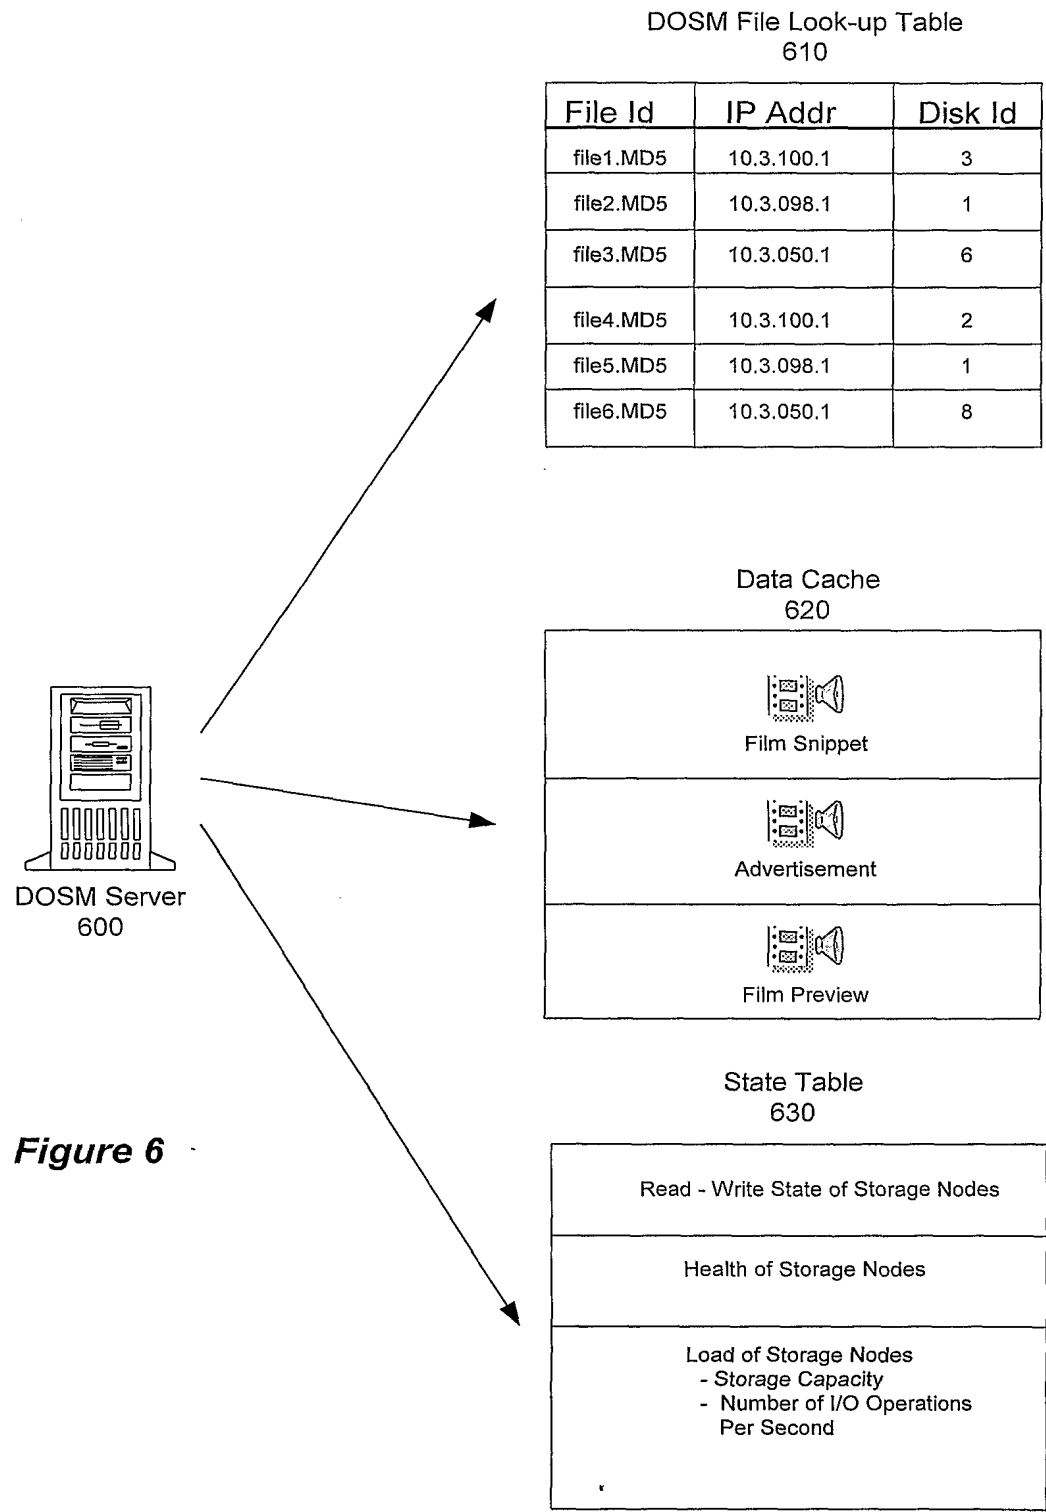 DOSM File Look-up Table
610
File Id IP Addr Disk Id
file1.MD5 10.3.100.1 3
file2.MD5 10.3.098.1 1
file3.MD5 10.3.050.1 6
file4.MD5 10.3.100.1 2
file5.MD5 10.3.098.1 1
file6.MD5 10.3.050.1 8
Data Cache
620
Film Snippet
Advertisement
Film Preview
DOSM Server
600
State Table
630
Read - Write State of Storage Nodes
Health of Storage Nodes
Load of Storage Nodes
- Storage Capacity
- Number of I/O Operations
Per Second
Figure 6